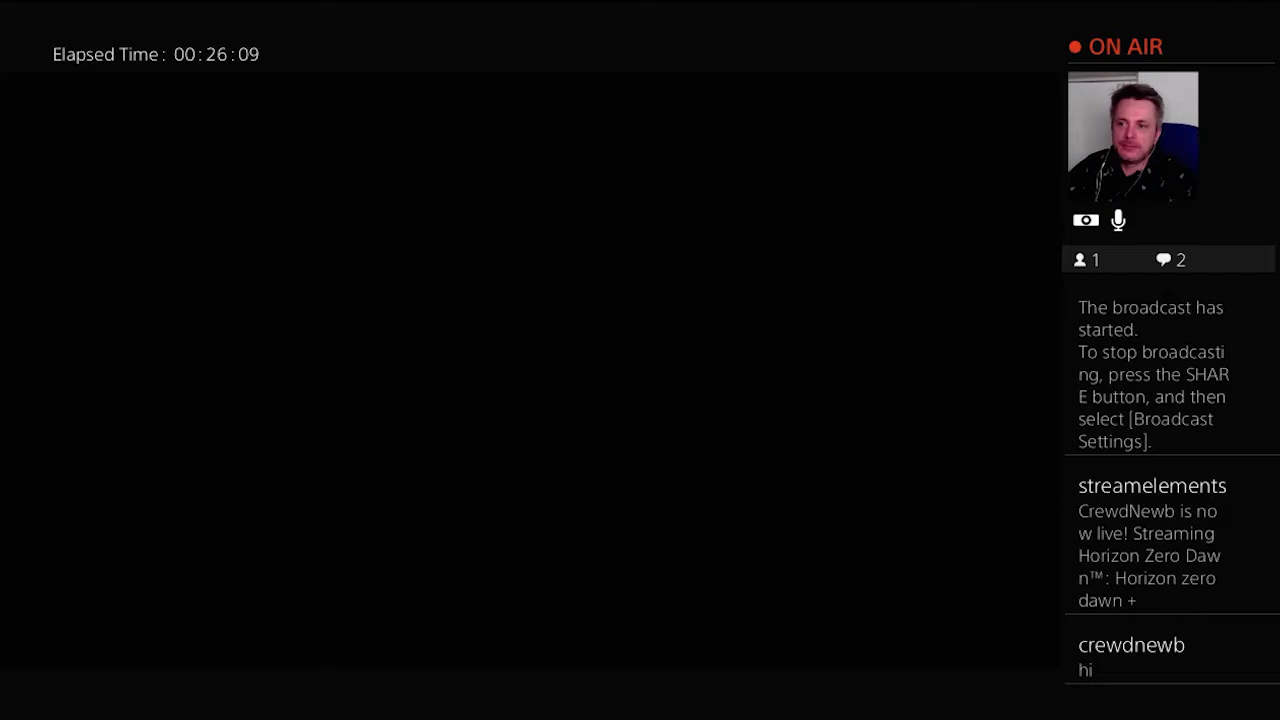 Elapsed Time: 00:26:09
ON AIR
1 2
The broadcast has
started.
To stop broadcasti
ng, press the SHAR
E button, and then
select [Broadcast
Settings].
streamelements
CrewdNewb is no
w live! Streaming
Horizon Zero Daw
n™: Horizon zero
dawn +
crewdnewb
hi